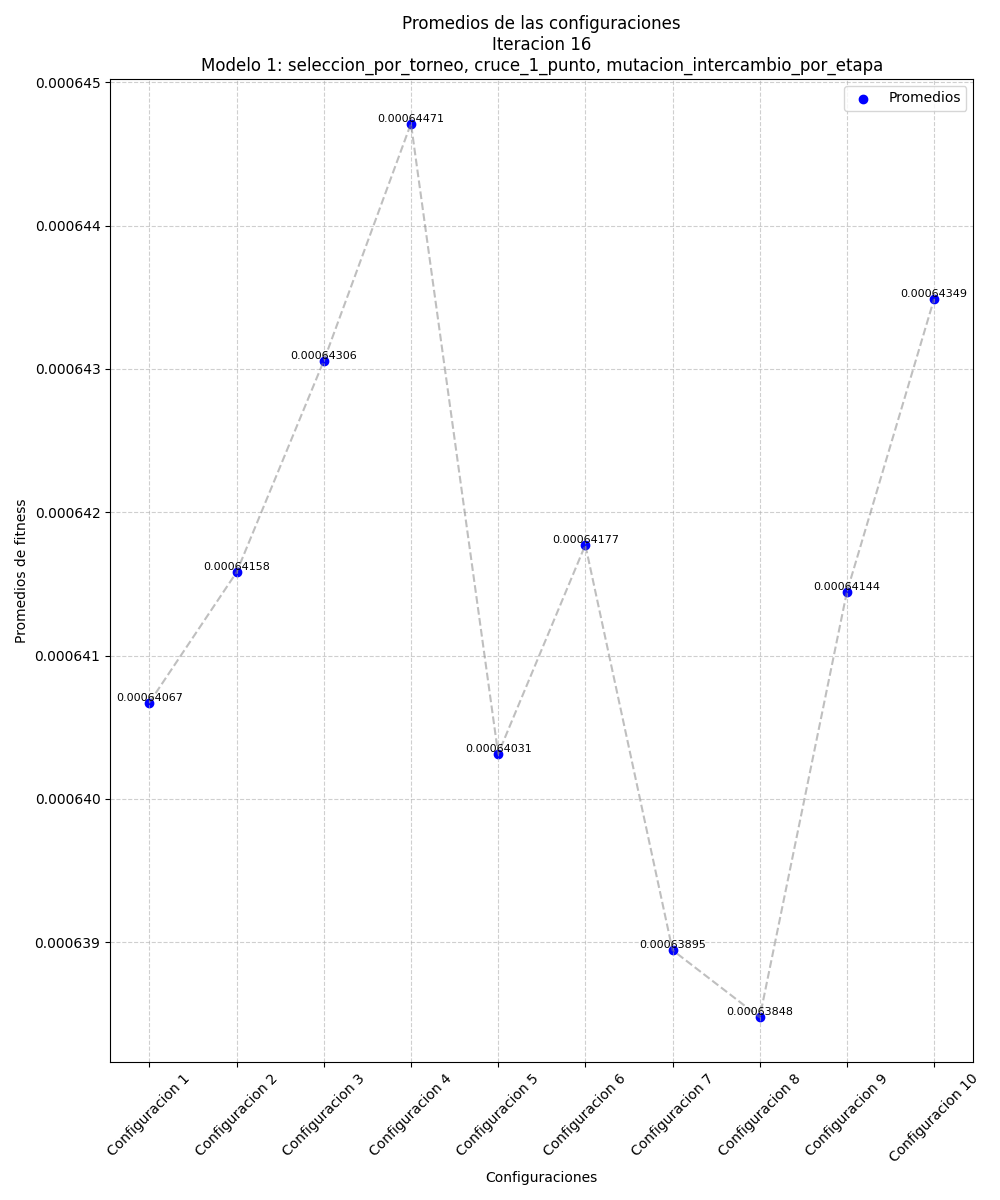 Promedios de las configuraciones
Iteracion 16
Modelo 1: seleccion_por_torneo, cruce_1_punto, mutacion_intercambio_por_etapa
Promedios
0.000645
0.000644
0.000643
0.000642
0.000641
0.000640
0.000639
Promedios de fitness
0.00064067
0.00064158
0.00064306
0.00064471
0.00064031
0.00064177
0.00063895
0.00063848
0.00064144
0.00064349
Configuracion 1
Configuracion 2
Configuracion 3
Configuracion 4
Configuracion 5
Configuracion 6
Configuracion 7
Configuracion 8
Configuracion 9
Configuracion 10
Configuraciones